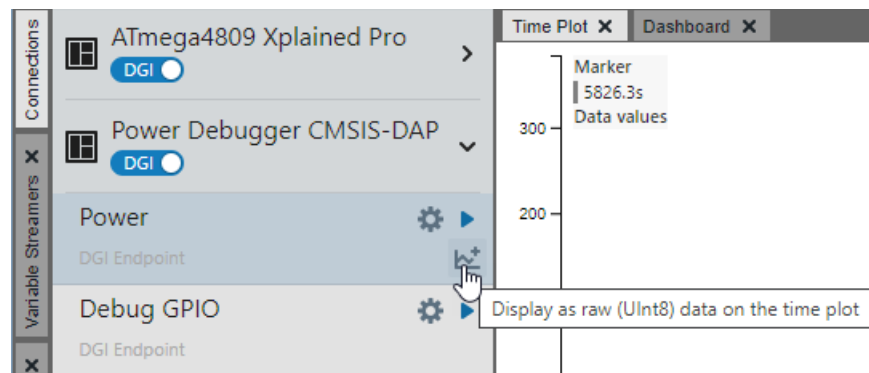 Connections
Variable Streamers
ATmega4809 Xplained Pro
DGI
Power Debugger CMSIS-DAP
DGI
Power
DGI Endpoint
Debug GPIO
DGI Endpoint
Time Plot
Dashboard
Marker
5826.3s
Data values
300
200
Display as raw (UInt8) data on the time plot